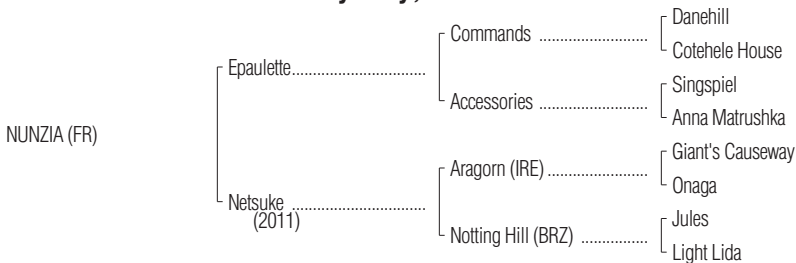 Danehill
Commands ..................
Cotehele House
Epaulette................................
Singspiel
Accessories ..................
Anna Matrushka
NUNZIA (FR)
Giant's Causeway
Aragorn (IRE) .................
Onaga
Netsuke ................................
(2011)
Jules
Notting Hill (BRZ) ...............
Light Lida